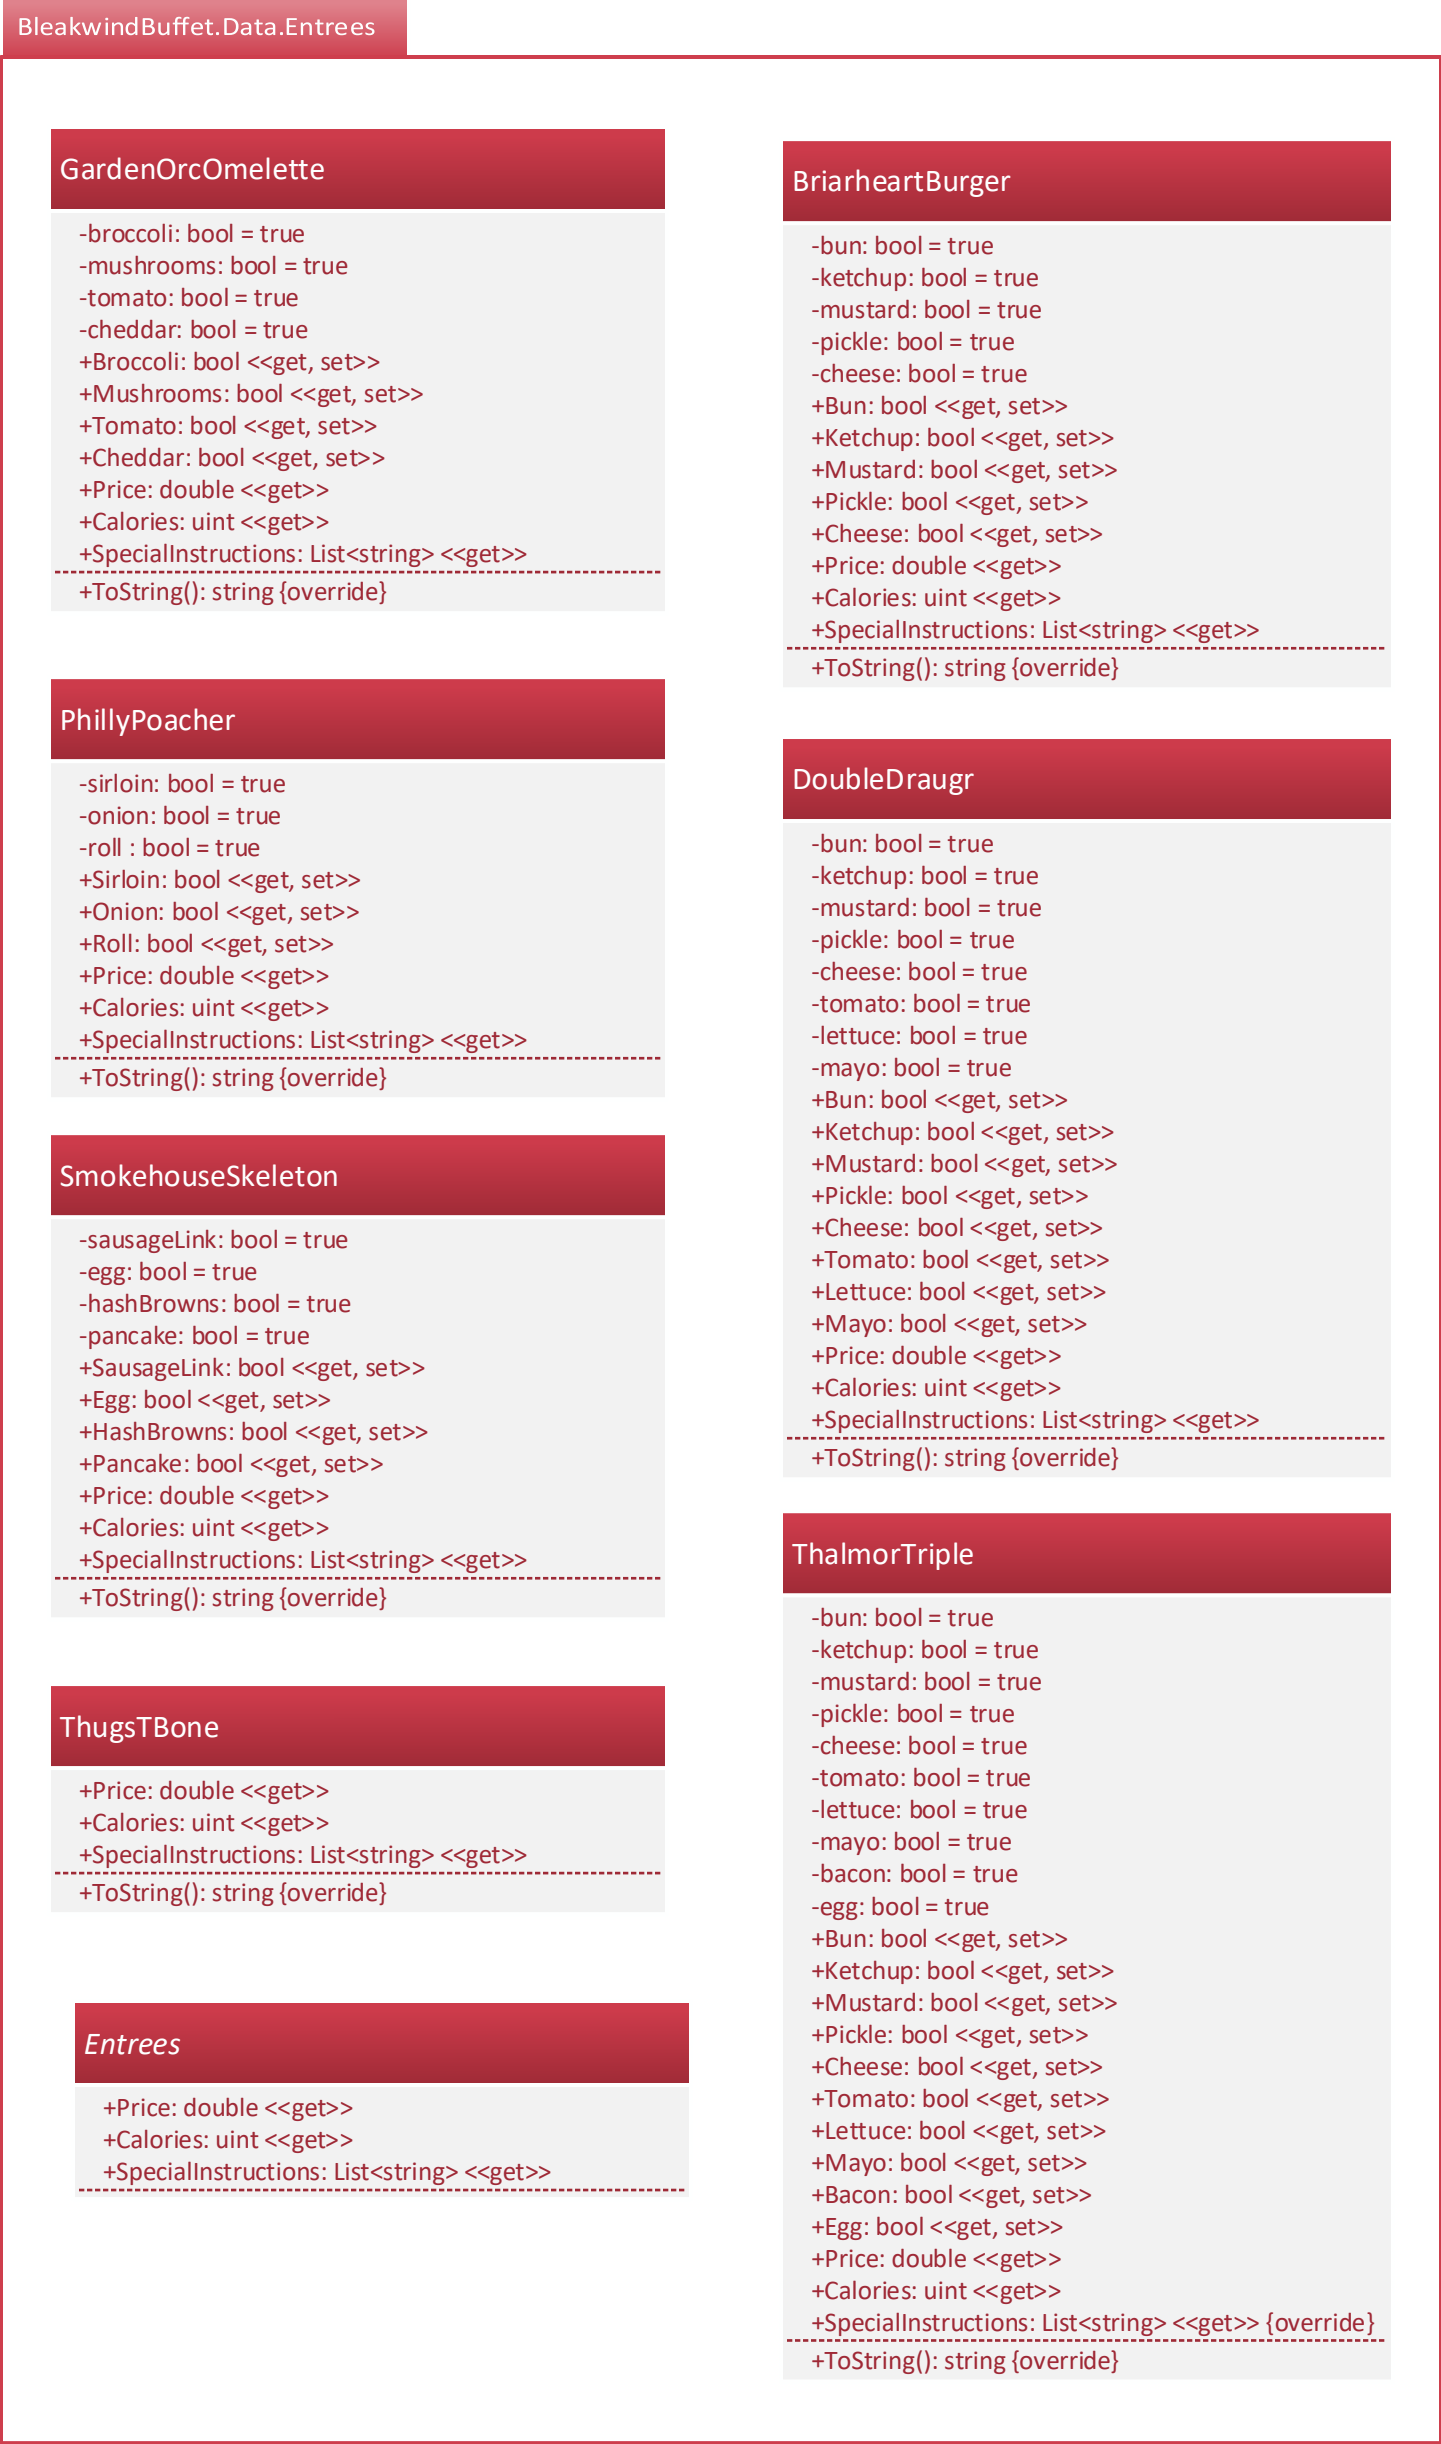 BleakwindBuffet.Data.Entrees
GardenOrcOmelette
-broccoli: bool = true
-mushrooms: bool = true
-tomato: bool = true
-cheddar: bool = true
+Broccoli: bool <<get, set>>
+Mushrooms: bool <<get, set>>
+Tomato: bool <<get, set>>
+Cheddar: bool <<get, set>>
+Price: double <<get>>
+Calories: uint <<get>>
+SpecialInstructions: List<string> <<get>>
+ToString(): string {override}
PhillyPoacher
-sirloin: bool = true
-onion: bool = true
-roll : bool = true
+Sirloin: bool <<get, set>>
+Onion: bool <<get, set>>
+Roll: bool <<get, set>>
+Price: double <<get>>
+Calories: uint <<get>>
+SpecialInstructions: List<string> <<get>>
+ToString(): string {override}
SmokehouseSkeleton
-sausageLink: bool = true
-egg: bool = true
-hashBrowns: bool = true
-pancake: bool = true
+SausageLink: bool <<get, set>>
+Egg: bool <<get, set>>
+HashBrowns: bool <<get, set>>
+Pancake: bool <<get, set>>
+Price: double <<get>>
+Calories: uint <<get>>
+SpecialInstructions: List<string> <<get>>
+ToString(): string {override}
ThugsTBone
+Price: double <<get>>
+Calories: uint <<get>>
+SpecialInstructions: List<string> <<get>>
+ToString(): string {override}
Entrees
+Price: double <<get>>
+Calories: uint <<get>>
+SpecialInstructions: List<string> <<get>>
BriarheartBurger
-bun: bool = true
-ketchup: bool = true
-mustard: bool = true
-pickle: bool = true
-cheese: bool = true
+Bun: bool <<get, set>>
+Ketchup: bool <<get, set>>
+Mustard: bool <<get, set>>
+Pickle: bool <<get, set>>
+Cheese: bool <<get, set>>
+Price: double <<get>>
+Calories: uint <<get>>
+SpecialInstructions: List<string> <<get>>
+ToString(): string {override}
DoubleDraugr
-bun: bool = true
-ketchup: bool = true
-mustard: bool = true
-pickle: bool = true
-cheese: bool = true
-tomato: bool = true
-lettuce: bool = true
-mayo: bool = true
+Bun: bool <<get, set>>
+Ketchup: bool <<get, set>>
+Mustard: bool <<get, set>>
+Pickle: bool <<get, set>>
+Cheese: bool <<get, set>>
+Tomato: bool <<get, set>>
+Lettuce: bool <<get, set>>
+Mayo: bool <<get, set>>
+Price: double <<get>>
+Calories: uint <<get>>
+SpecialInstructions: List<string> <<get>>
+ToString(): string {override}
ThalmorTriple
-bun: bool = true
-ketchup: bool = true
-mustard: bool = true
-pickle: bool = true
-cheese: bool = true
-tomato: bool = true
-lettuce: bool = true
-mayo: bool = true
-bacon: bool = true
-egg: bool = true
+Bun: bool <<get, set>>
+Ketchup: bool <<get, set>>
+Mustard: bool <<get, set>>
+Pickle: bool <<get, set>>
+Cheese: bool <<get, set>>
+Tomato: bool <<get, set>>
+Lettuce: bool <<get, set>>
+Mayo: bool <<get, set>>
+Bacon: bool <<get, set>>
+Egg: bool <<get, set>>
+Price: double <<get>>
+Calories: uint <<get>>
+SpecialInstructions: List<string> <<get>> {override}
+ToString(): string {override}